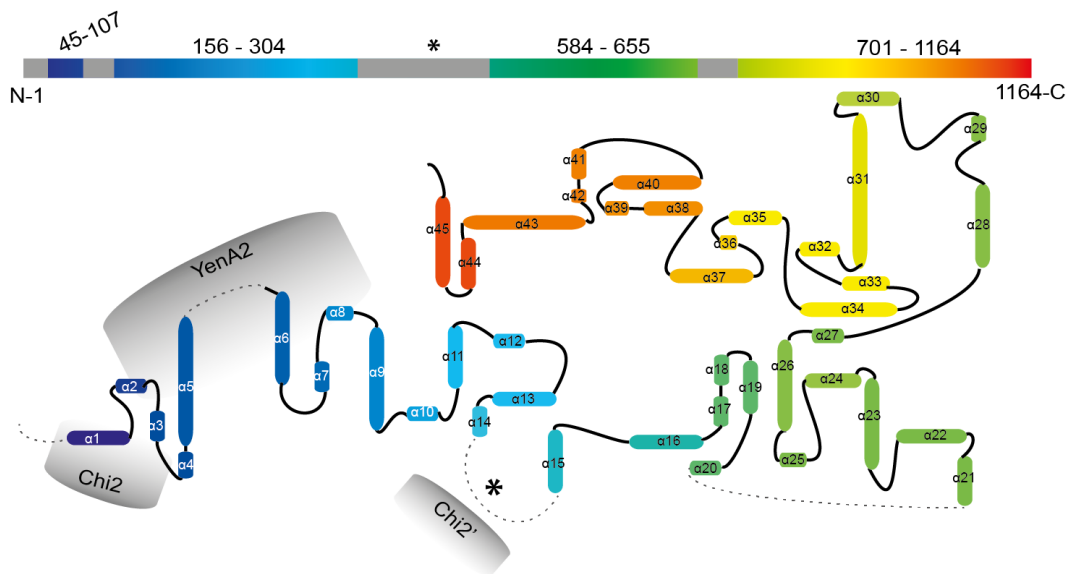 45-107
156 - 304
*
584 - 655
701 - 1164
N-1
1164-C
α30
α29
α41
α31
α40
α42
α39
α38
α45
α43
α35
α28
α36
α32
α44
α37
α33
YenA2
α34
α8
α6
α27
α11
α12
α26
α9
α18
α7
α19
α24
α5
α2
α13
α17
α23
α10
α14
α3
α1
α16
α22
α15
α4
α25
α20
α21
Chi2
*
Chi2'